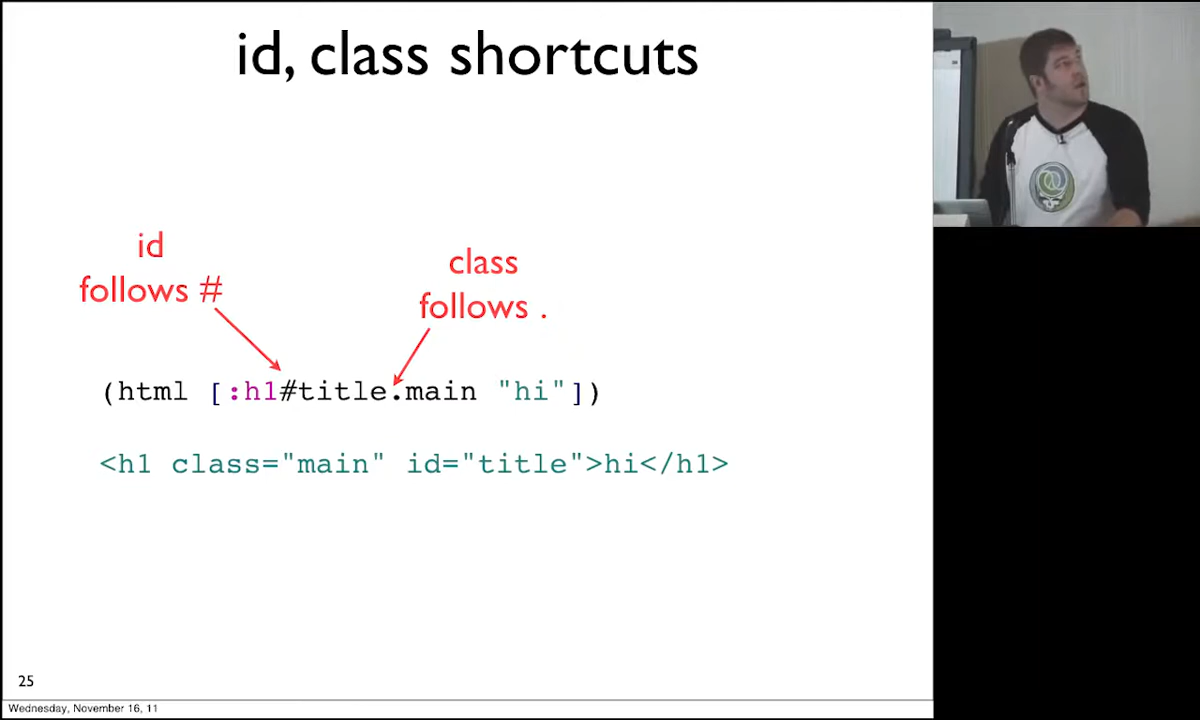 id, class shortcuts
id
follows #
class
follows .
(html [:h1#title.main "hi"])
<h1 class="main" id="title">hi</h1>
25
Wednesday, November 16, 11